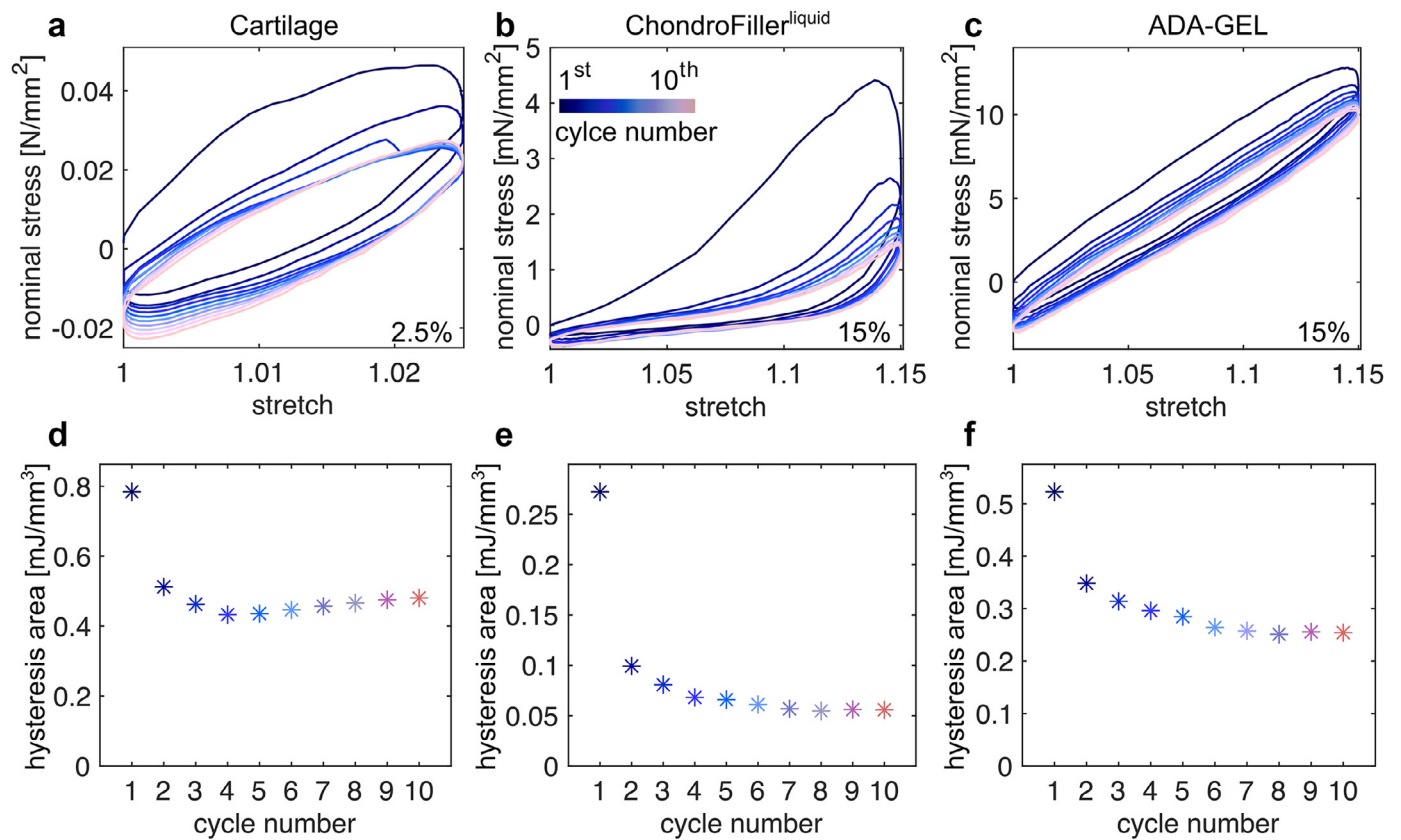 a Cartilage
nominal stress [N/mm²]
0.04
0.02
0
-0.02
2.5%
1 1.01 1.02
stretch
b ChondroFillerˡⁱᑫᵘⁱᵈ
nominal stress [mN/mm²]
5
4
3
2
1
0
1ˢᵗ 10ᵗʰ
cylce number
15%
1 1.05 1.1 1.15
stretch
c ADA-GEL
nominal stress [mN/mm²]
10
5
0
15%
1 1.05 1.1 1.15
stretch
d
hysteresis area [mJ/mm³]
0.8
0.6
0.4
0.2
0
1 2 3 4 5 6 7 8 9 10
cycle number
e
hysteresis area [mJ/mm³]
0.25
0.2
0.15
0.1
0.05
0
1 2 3 4 5 6 7 8 9 10
cycle number
f
hysteresis area [mJ/mm³]
0.5
0.4
0.3
0.2
0.1
0
1 2 3 4 5 6 7 8 9 10
cycle number